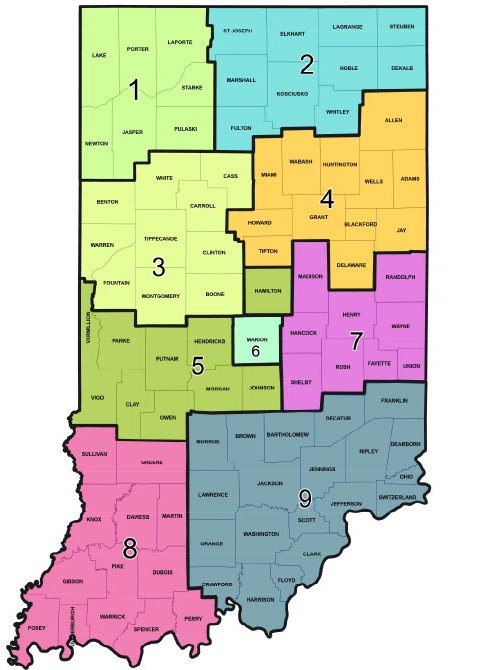 ST JOSEPH
ELKHART
LAGRANGE
STEUBEN
LAKE
PORTER
LAPORTE
2
NOBLE
DEKALB
MARSHALL
KOSCIUSKO
STARKE
1
WHITLEY
NEWTON
JASPER
PULASKI
FULTON
ALLEN
WHITE
CASS
MIAMI
WABASH
HUNTINGTON
WELLS
ADAMS
BENTON
CARROLL
4
HOWARD
GRANT
BLACKFORD
JAY
WARREN
TIPPECANOE
CLINTON
TIPTON
3
DELAWARE
FOUNTAIN
MONTGOMERY
BOONE
HAMILTON
MADISON
RANDOLPH
VERMILLION
PARKE
PUTNAM
HENDRICKS
MARION
6
HANCOCK
HENRY
WAYNE
7
5
RUSH
FAYETTE
UNION
VIGO
CLAY
OWEN
MORGAN
JOHNSON
SHELBY
FRANKLIN
SULLIVAN
GREENE
MONROE
BROWN
BARTHOLOMEW
DECATUR
DEARBORN
RIPLEY
JENNINGS
OHIO
LAWRENCE
JACKSON
9
JEFFERSON
SWITZERLAND
KNOX
DAVIESS
MARTIN
SCOTT
ORANGE
WASHINGTON
8
CLARK
GIBSON
PIKE
DUBOIS
CRAWFORD
FLOYD
HARRISON
POSEY
WARRICK
SPENCER
PERRY